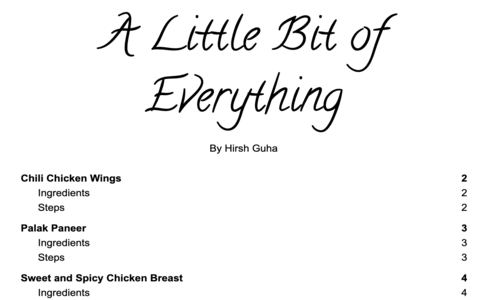 A Little Bit of
Everything
By Hirsh Guha
Chili Chicken Wings 2
Ingredients 2
Steps 2
Palak Paneer 3
Ingredients 3
Steps 3
Sweet and Spicy Chicken Breast 4
Ingredients 4